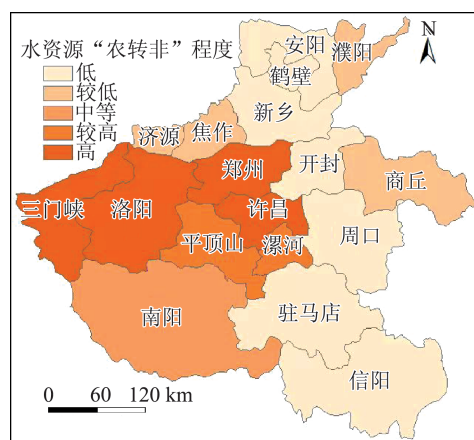 水资源“农转非”程度
低
较低
中等
较高
高
N
安阳
濮阳
鹤壁
新乡
济源
焦作
郑州
开封
商丘
三门峡
洛阳
许昌
平顶山
漯河
周口
南阳
驻马店
信阳
0 60 120 km